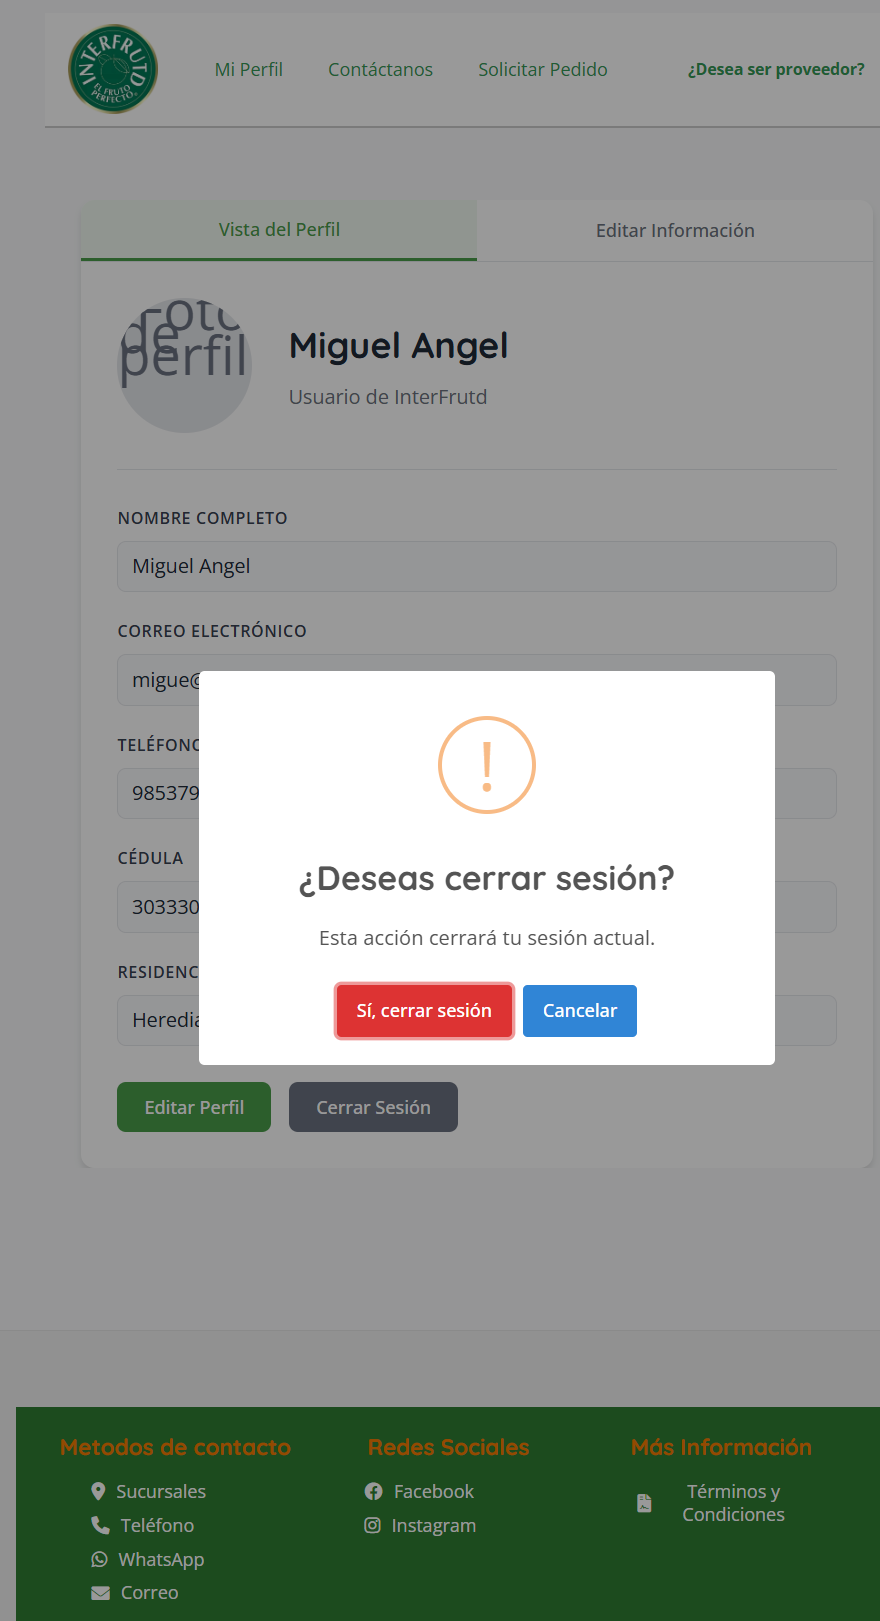 INTERFRUTD
EL FRUTO
PERFECTO
Mi Perfil
Contáctanos
Solicitar Pedido
¿Desea ser proveedor?
Vista del Perfil
Editar Información
Foto
de
perfil
Miguel Angel
Usuario de InterFrutd
NOMBRE COMPLETO
Miguel Angel
CORREO ELECTRÓNICO
migue@
TELÉFONO
985379
CÉDULA
303330
RESIDENC
Heredia
!
¿Deseas cerrar sesión?
Esta acción cerrará tu sesión actual.
Sí, cerrar sesión
Cancelar
Editar Perfil
Cerrar Sesión
Metodos de contacto
Sucursales
Teléfono
WhatsApp
Correo
Redes Sociales
Facebook
Instagram
Más Información
Términos y
Condiciones